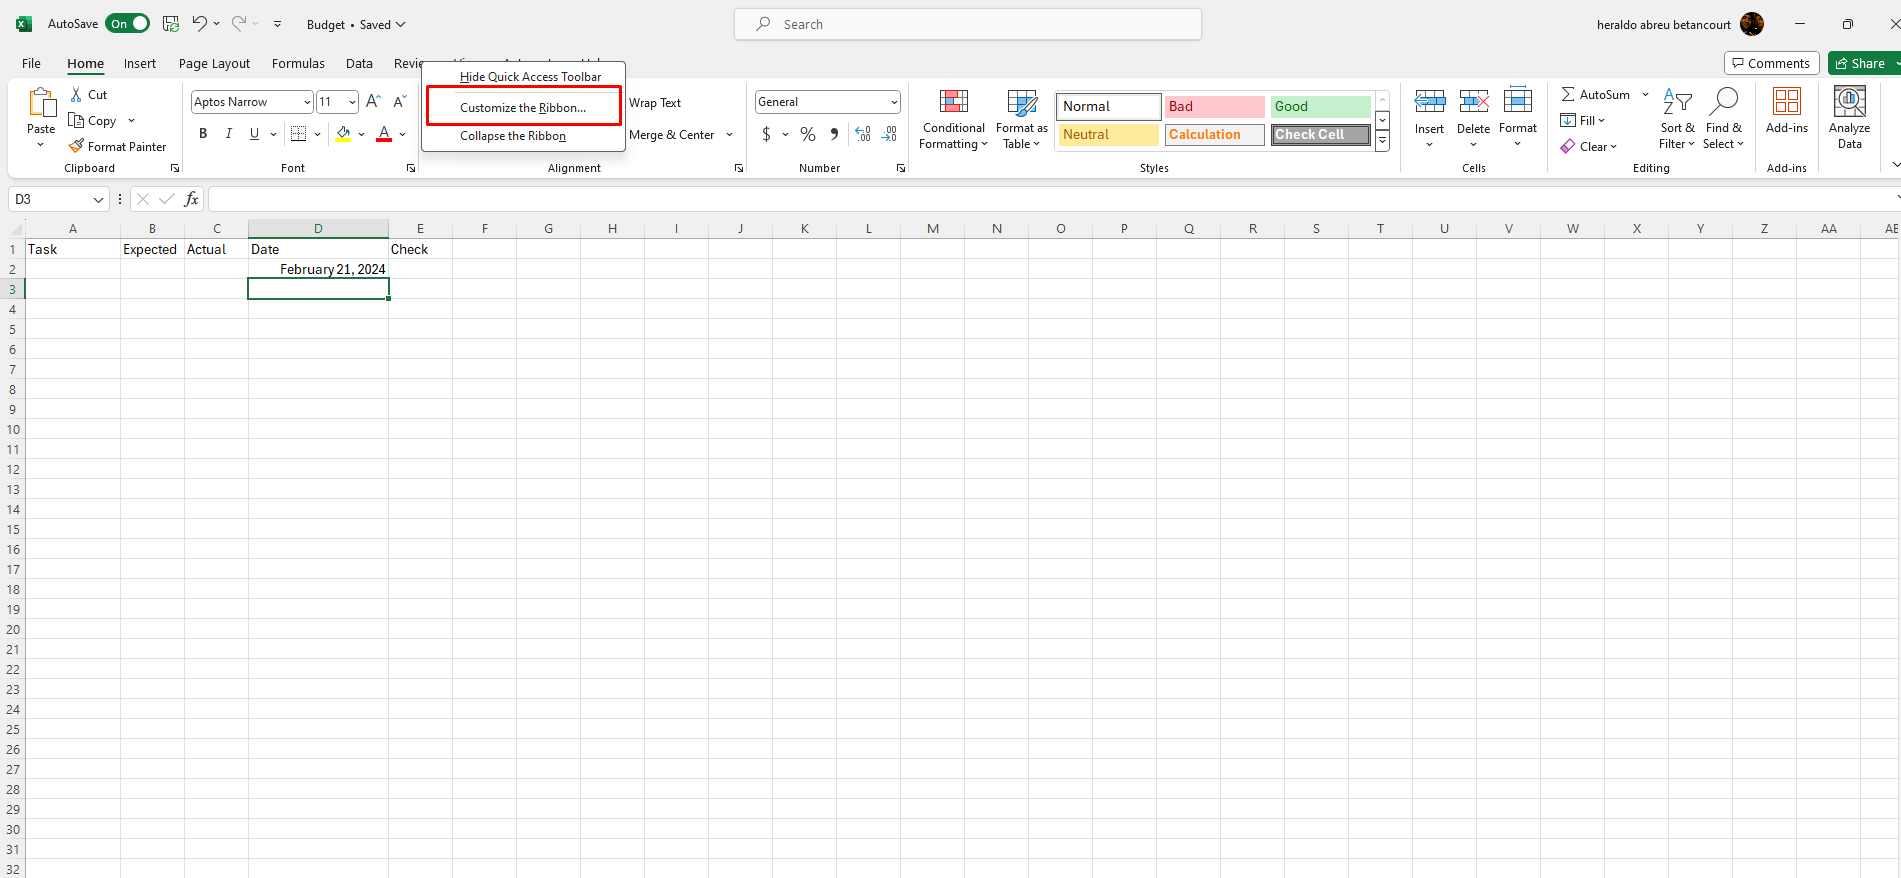 AutoSave On Budget • Saved Search heraldo abreu betancourt
File Home Insert Page Layout Formulas Data Comments Share
Hide Quick Access Toolbar
Customize the Ribbon...
Collapse the Ribbon
Paste
Cut
Copy
Format Painter
Clipboard
Aptos Narrow 11 A A
B I U A
Font
Wrap Text
Merge & Center
Alignment
General
$ % 9 .00
Number
Conditional Formatting
Format as Table
Normal Bad Good
Neutral Calculation Check Cell
Styles
Insert Delete Format
Cells
AutoSum
Fill
Clear
Sort & Filter
Find & Select
Editing
Add-ins
Add-ins
Analyze Data
D3 fx
A B C D E F G H I J K L M N O P Q R S T U V W X Y Z AA
1 Task Expected Actual Date Check
2 February 21, 2024
3
4
5
6
7
8
9
10
11
12
13
14
15
16
17
18
19
20
21
22
23
24
25
26
27
28
29
30
31
32